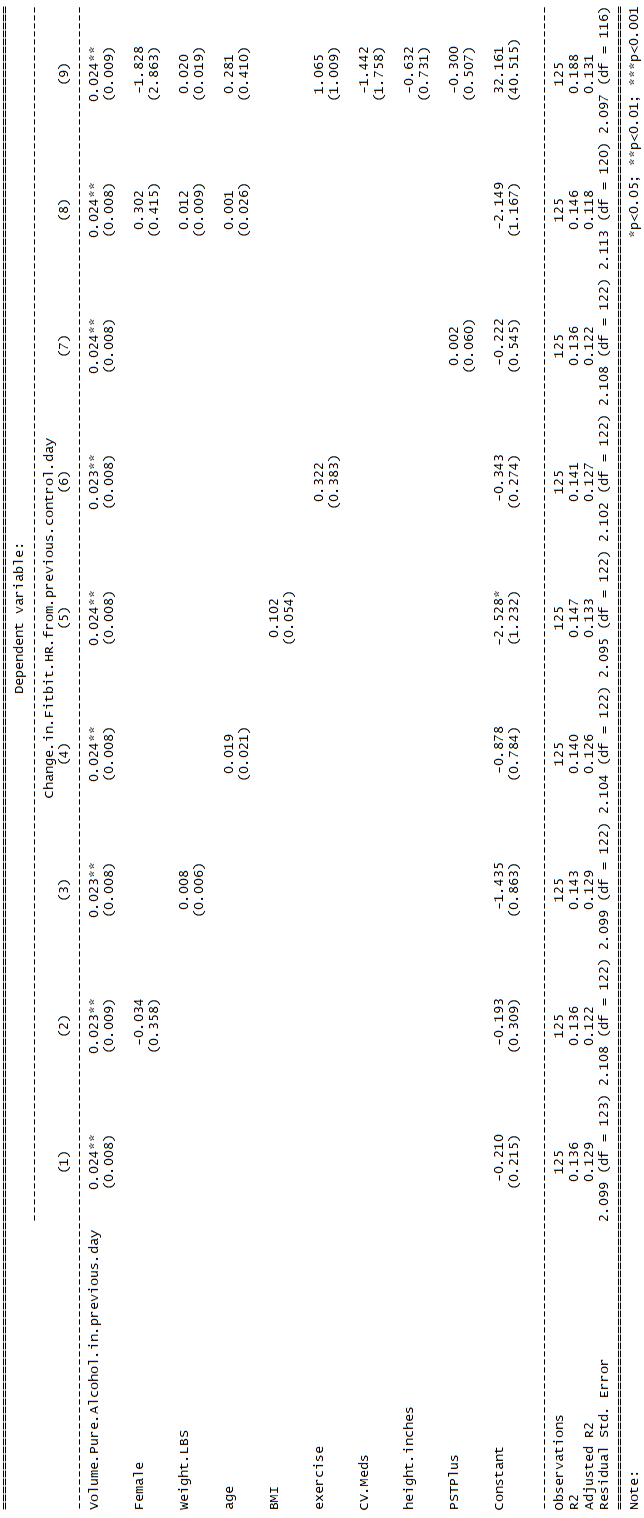 Dependent variable:
Change.in.Fitbit.HR.from.previous.control.day
(1) (2) (3) (4) (5) (6) (7) (8) (9)
Volume.Pure.Alcohol.in.previous.day 0.024** 0.023** 0.023** 0.024** 0.024** 0.023** 0.024** 0.024** 0.024**
(0.008) (0.009) (0.008) (0.008) (0.008) (0.008) (0.008) (0.008) (0.009)
Female -0.034 0.302 -1.828
(0.358) (0.415) (2.863)
Weight.LBS 0.008 0.012 0.020
(0.006) (0.009) (0.019)
age 0.019 0.001 0.281
(0.021) (0.026) (0.410)
BMI 0.102
(0.054)
exercise 0.322 1.065
(0.383) (1.009)
CV.Meds -1.442
(1.758)
height.inches -0.632
(0.731)
PSTPlus 0.002 -0.300
(0.060) (0.507)
Constant -0.210 -0.193 -1.435 -0.878 -2.528* -0.343 -0.222 -2.149 32.161
(0.215) (0.309) (0.863) (0.784) (1.232) (0.274) (0.545) (1.167) (40.515)
Observations 125 125 125 125 125 125 125 125 125
R2 0.136 0.136 0.143 0.140 0.147 0.141 0.136 0.146 0.188
Adjusted R2 0.129 0.122 0.129 0.126 0.133 0.127 0.122 0.118 0.131
Residual Std. Error 2.099 (df = 123) 2.108 (df = 122) 2.099 (df = 122) 2.104 (df = 122) 2.095 (df = 122) 2.102 (df = 122) 2.108 (df = 122) 2.113 (df = 120) 2.097 (df = 116)
Note: *p<0.05; **p<0.01; ***p<0.001